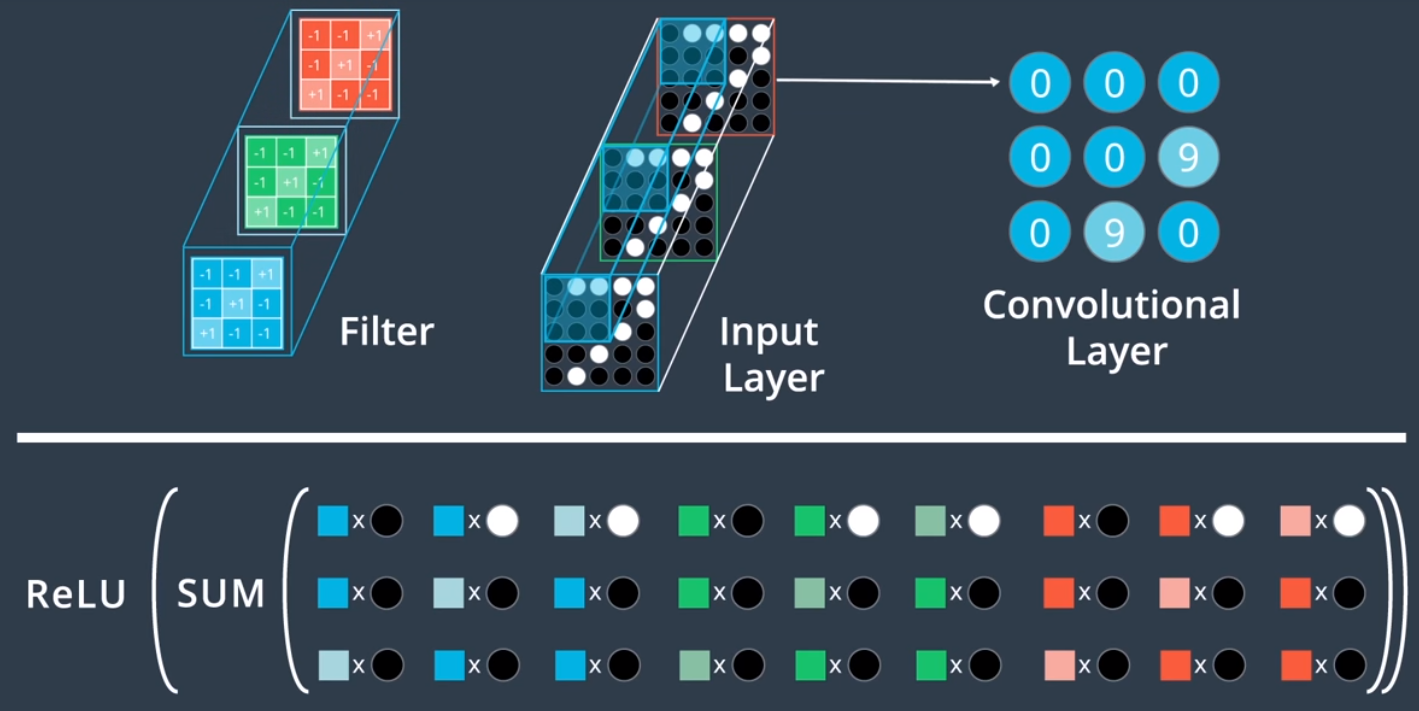 -1 -1 +1
-1 +1 -1
+1 -1 -1
-1 -1 +1
-1 +1 -1
+1 -1 -1
-1 -1 +1
-1 +1 -1
+1 -1 -1
Filter
Input
Layer
0 0 0
0 0 9
0 9 0
Convolutional
Layer
ReLU ( SUM (
x x x x x x x x x
x x x x x x x x x
x x x x x x x x x
))